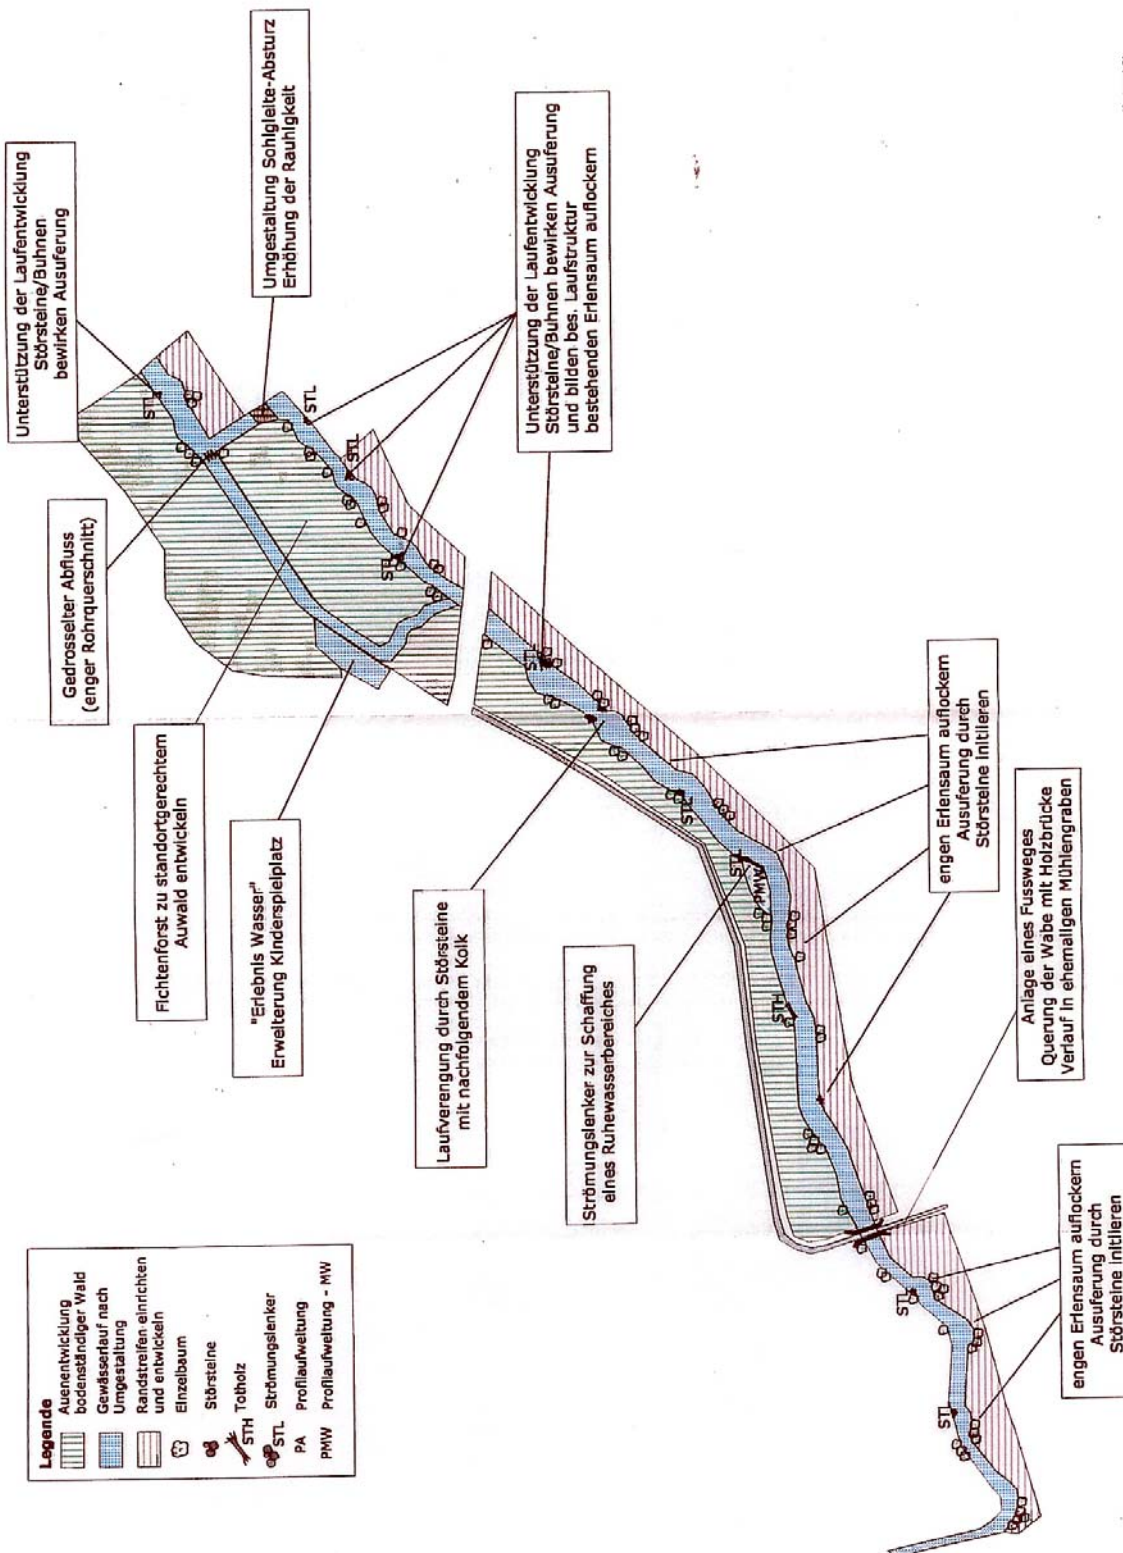 Unterstützung der Laufentwicklung
Störsteine/Buhnen
bewirken Ausuferung
Gedrosselter Abfluss
(enger Rohrquerschnitt)
Umgestaltung Sohlgleite-Absturz
Erhöhung der Rauhigkeit
Fichtenforst zu standortgerechtem
Auwald entwickeln
"Erlebnis Wasser"
Erweiterung Kinderspielplatz
Unterstützung der Laufentwicklung
Störsteine/Buhnen bewirken Ausuferung
und bilden bes. Laufstruktur
bestehenden Erlensaum auflockern
Laufverengung durch Störsteine
mit nachfolgendem Kolk
Strömungslenker zur Schaffung
eines Ruhewasserbereiches
engen Erlensaum auflockern
Ausuferung durch
Störsteine initiieren
Anlage eines Fussweges
Querung der Wabe mit Holzbrücke
Verlauf in ehemaligen Mühlengraben
engen Erlensaum auflockern
Ausuferung durch
Störsteine initiieren
STL
STL
STL
STL
STL
STL
STL
PMW
STH
STL
STL
Legende
Auenentwicklung
bodenständiger Wald
Gewässerlauf nach
Umgestaltung
Randstreifen einrichten
und entwickeln
Einzelbaum
Störsteine
STH Totholz
STL Strömungslenker
PA Profilaufweitung
PMW Profilaufweitung - MW